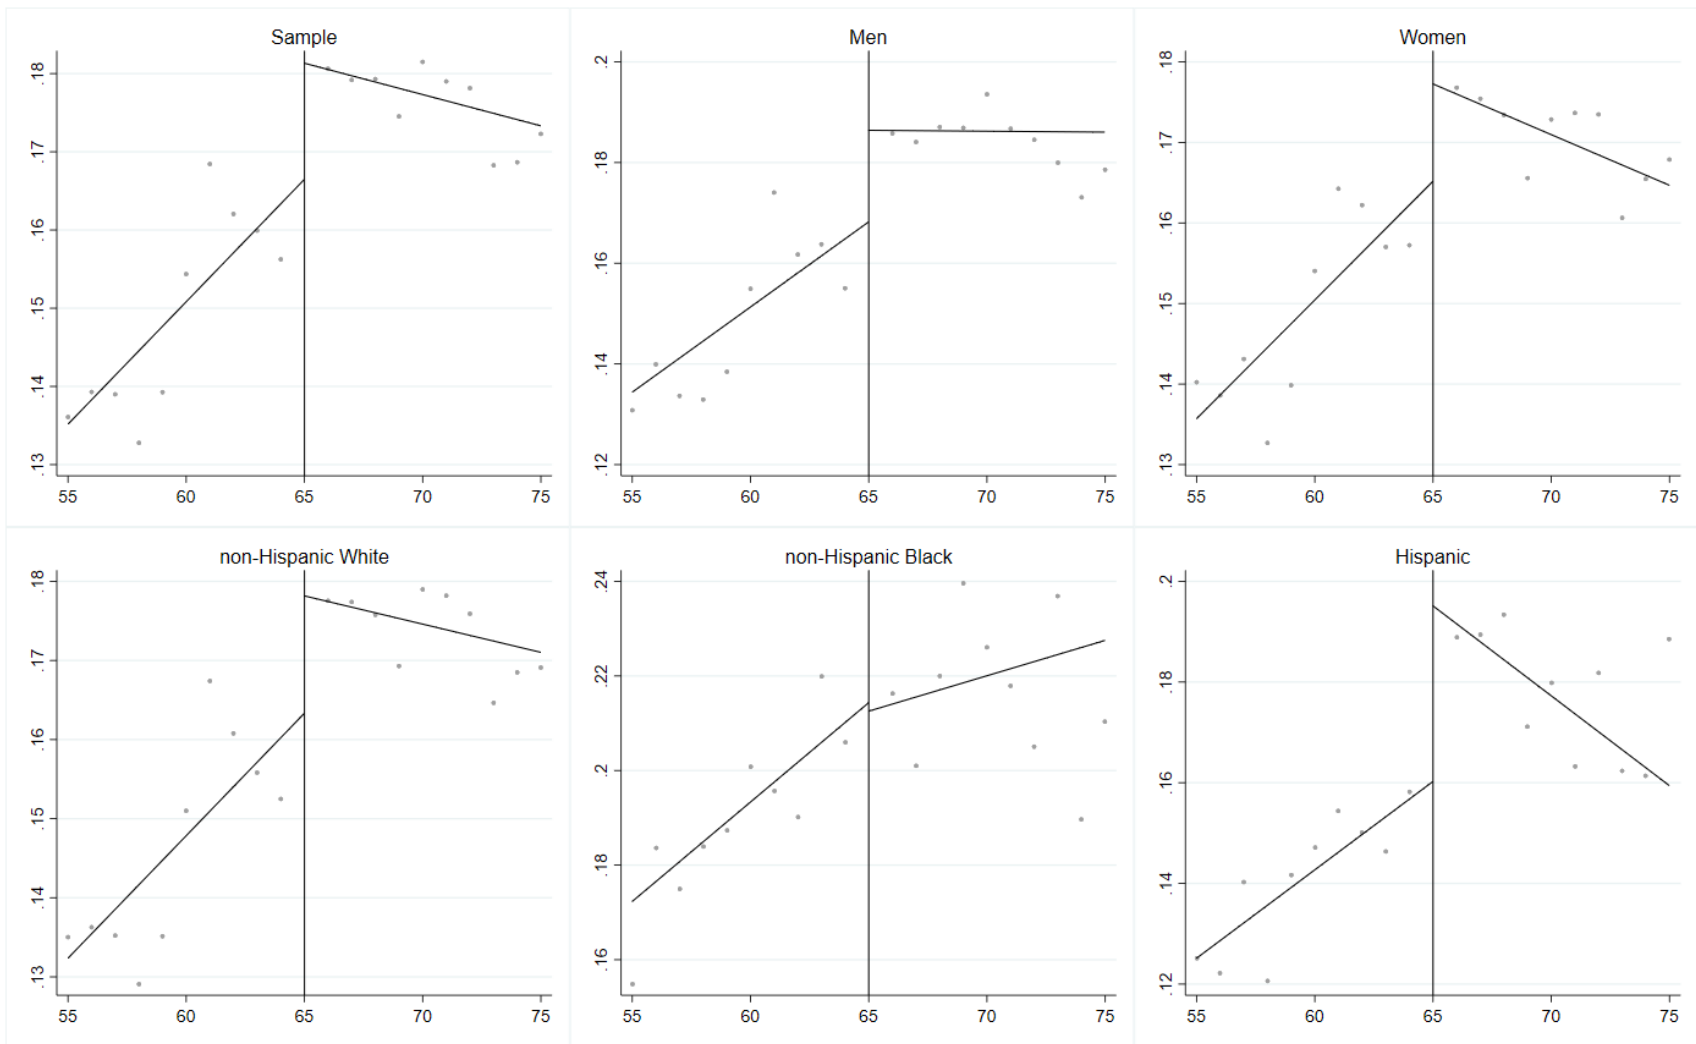 Sample
.18
.17
.16
.15
.14
.13
55 60 65 70 75
Men
.2
.18
.16
.14
.12
55 60 65 70 75
Women
.18
.17
.16
.15
.14
.13
55 60 65 70 75
non-Hispanic White
.18
.17
.16
.15
.14
.13
55 60 65 70 75
non-Hispanic Black
.24
.22
.2
.18
.16
55 60 65 70 75
Hispanic
.2
.18
.16
.14
.12
55 60 65 70 75